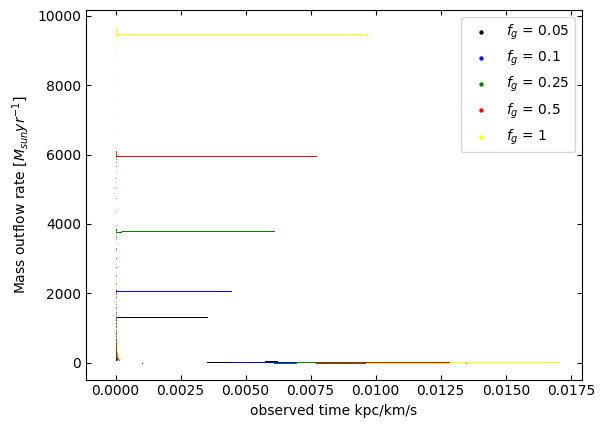 10000
8000
6000
4000
2000
0
Mass outflow rate [M_{sun}yr^{-1}]
0.0000 0.0025 0.0050 0.0075 0.0100 0.0125 0.0150 0.0175
observed time kpc/km/s
f_g = 0.05
f_g = 0.1
f_g = 0.25
f_g = 0.5
f_g = 1